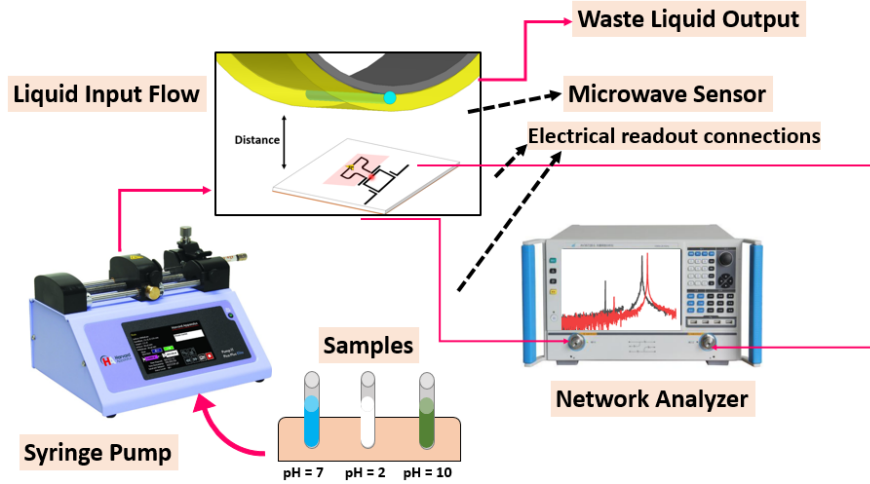 Waste Liquid Output
Liquid Input Flow
Microwave Sensor
Distance
Electrical readout connections
Samples
Network Analyzer
Syringe Pump
pH = 7
pH = 2
pH = 10